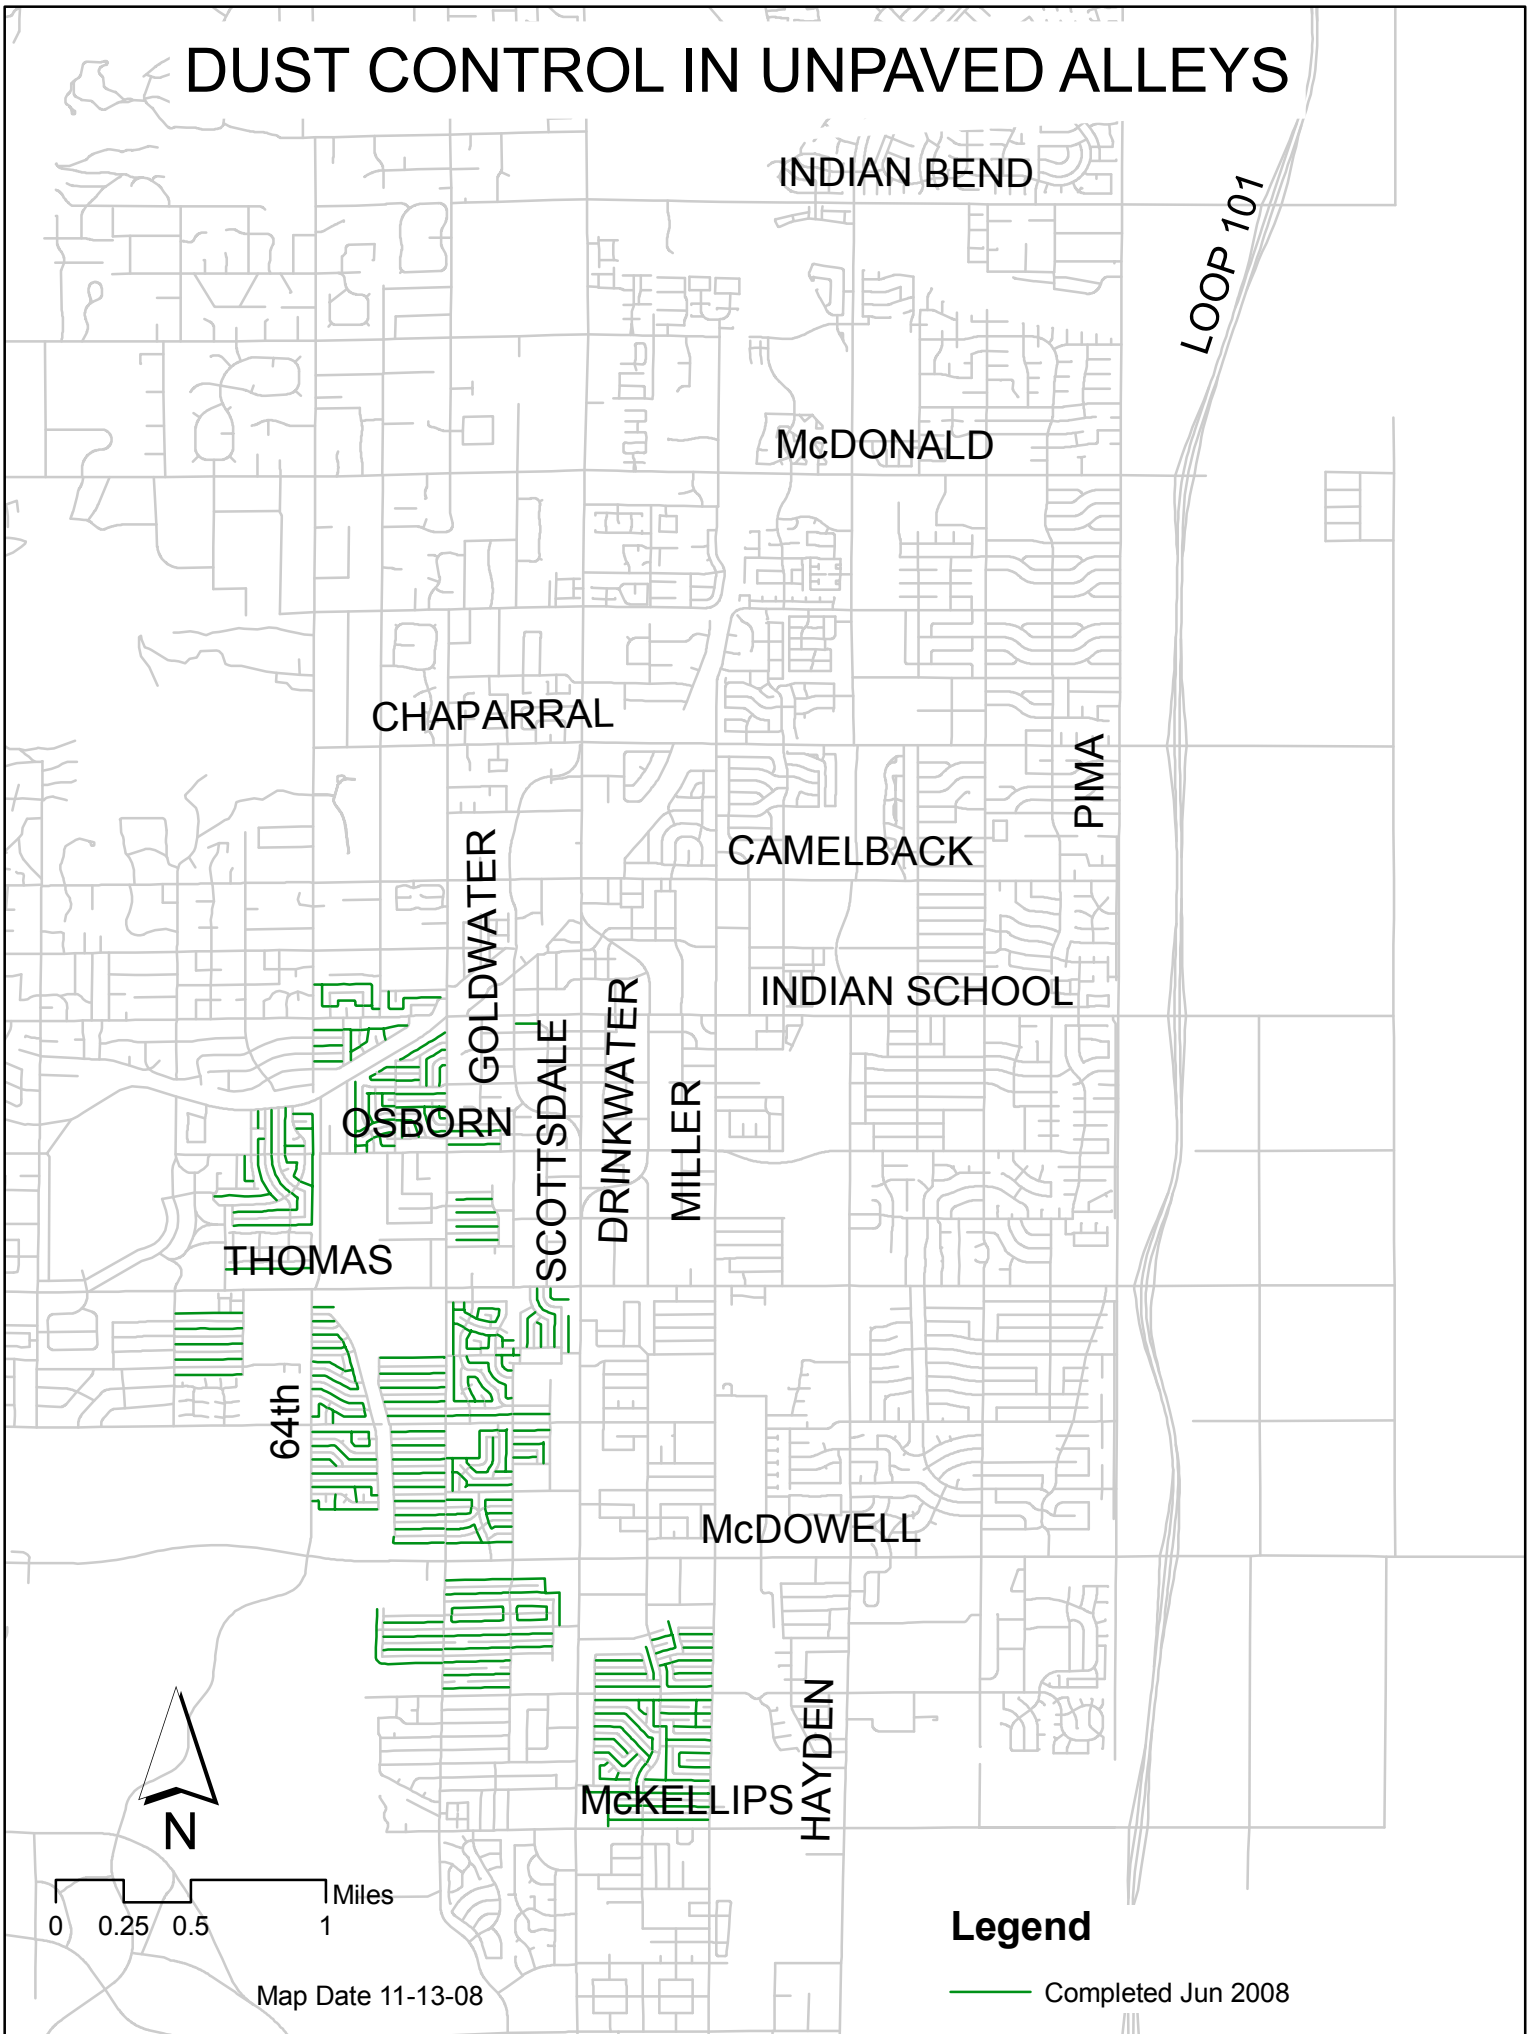 DUST CONTROL IN UNPAVED ALLEYS
INDIAN BEND
LOOP 101
McDONALD
CHAPARRAL
PIMA
CAMELBACK
GOLDWATER
INDIAN SCHOOL
SCOTTSDALE
DRINKWATER
MILLER
OSBORN
THOMAS
64th
McDOWELL
HAYDEN
McKELLIPS
N
Miles
0 0.25 0.5 1
Legend
Map Date 11-13-08
Completed Jun 2008